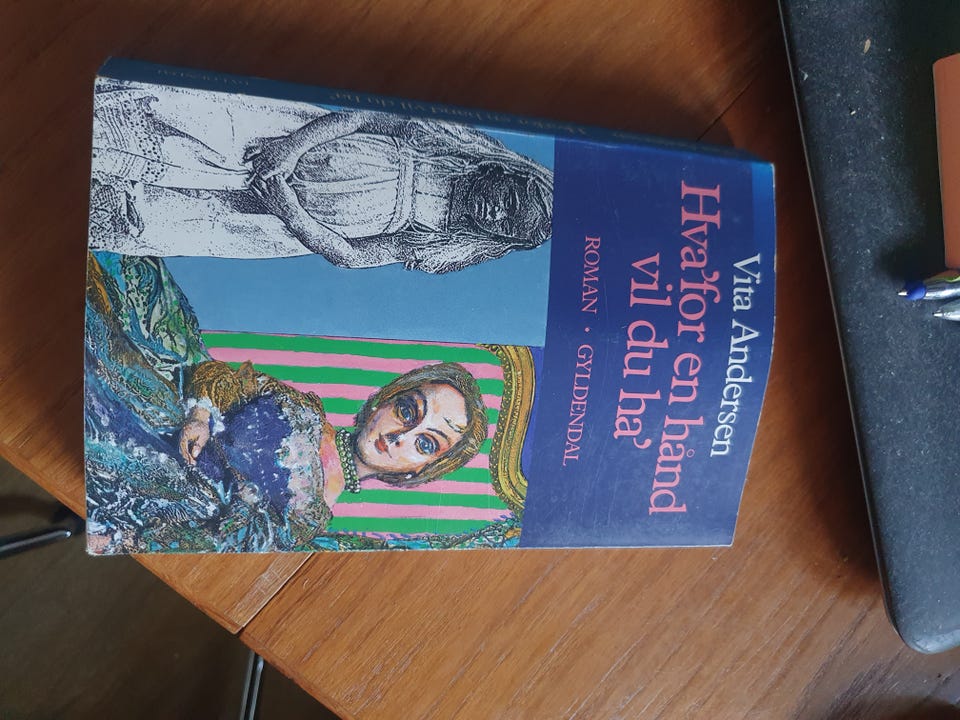 Vita Andersen
Hva'for en hånd
vil du ha'
ROMAN · GYLDENDAL